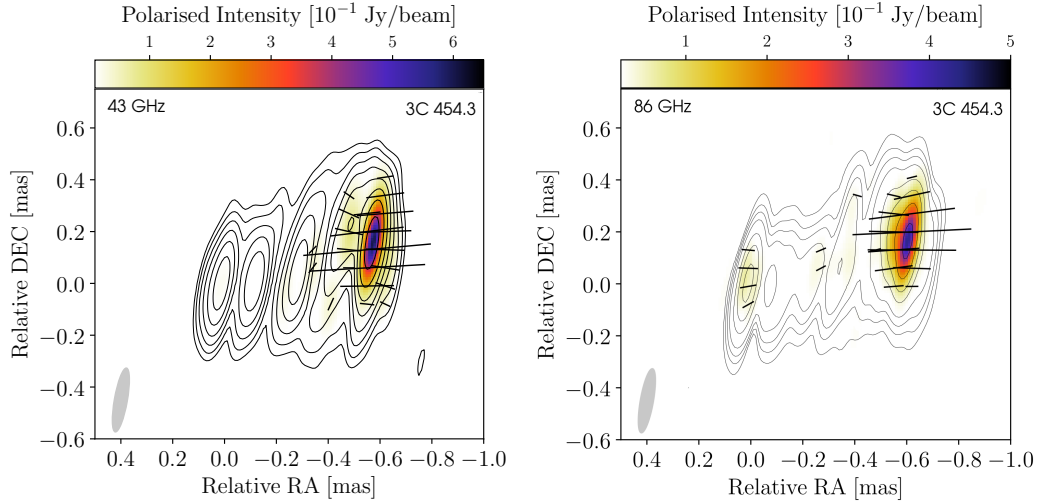 Polarised Intensity [10⁻¹ Jy/beam]
1 2 3 4 5 6
43 GHz
3C 454.3
0.6
0.4
0.2
0.0
−0.2
−0.4
−0.6
Relative DEC [mas]
0.4 0.2 0.0 −0.2 −0.4 −0.6 −0.8 −1.0
Relative RA [mas]
Polarised Intensity [10⁻¹ Jy/beam]
1 2 3 4 5
86 GHz
3C 454.3
0.6
0.4
0.2
0.0
−0.2
−0.4
−0.6
Relative DEC [mas]
0.4 0.2 0.0 −0.2 −0.4 −0.6 −0.8 −1.0
Relative RA [mas]